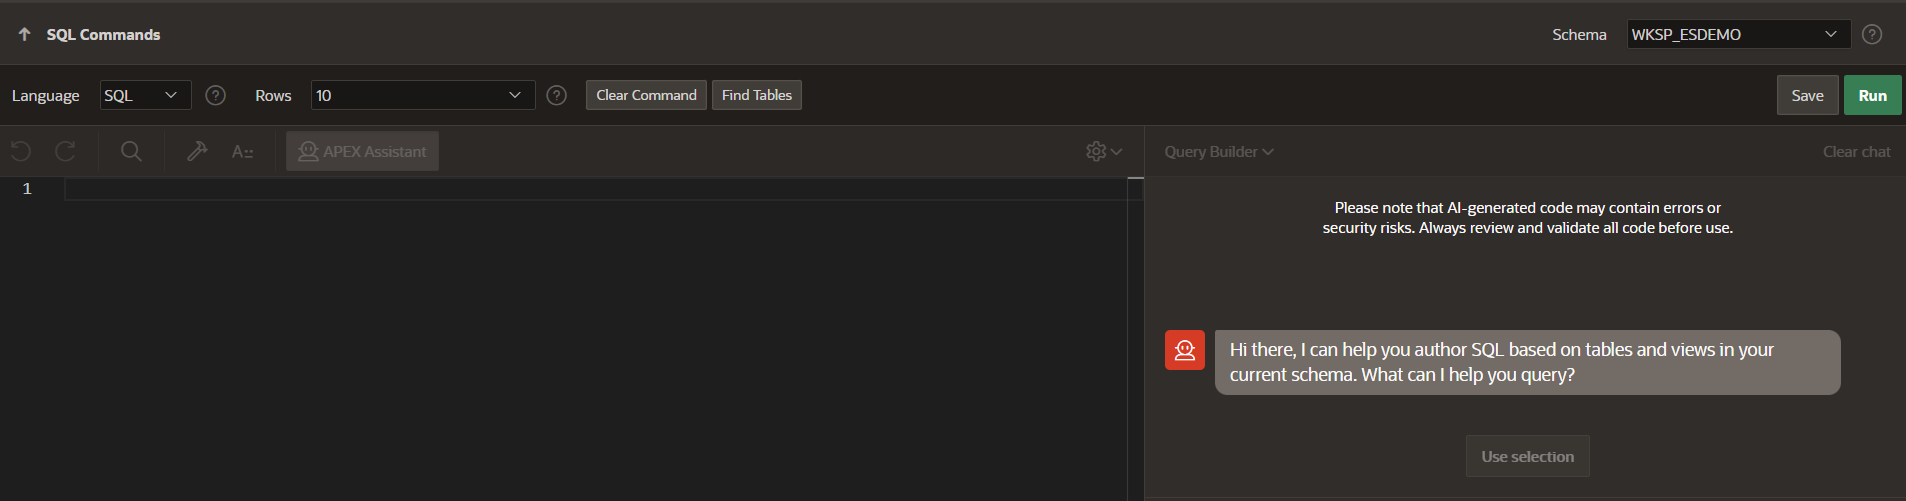 SQL Commands
Schema
WKSP_ESDEMO
?
Language
SQL
?
Rows
10
?
Clear Command
Find Tables
Save
Run
A
APEX Assistant
Query Builder
Clear chat
1
Please note that AI-generated code may contain errors or
security risks. Always review and validate all code before use.
Hi there, I can help you author SQL based on tables and views in your
current schema. What can I help you query?
Use selection